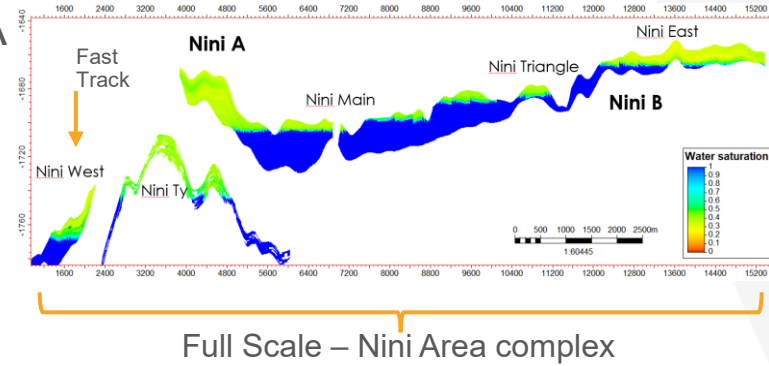 1600 2400 3200 4000 4800 5600 6400 7200 8000 8800 9600 10400 11200 12000 12800 13600 14400 15200
-1640
-1680
-1720
-1760
A
Fast
Track
Nini A
Nini East
Nini Triangle
Nini Main
Nini B
Nini West
Nini Ty
Water saturation
1
0.9
0.8
0.7
0.6
0.5
0.4
0.3
0.2
0.1
0
0 500 1000 1500 2000 2500m
1:60445
1600 2400 3200 4000 4800 5600 6400 7200 8000 8800 9600 10400 11200 12000 12800 13600 14400 15200
Full Scale – Nini Area complex